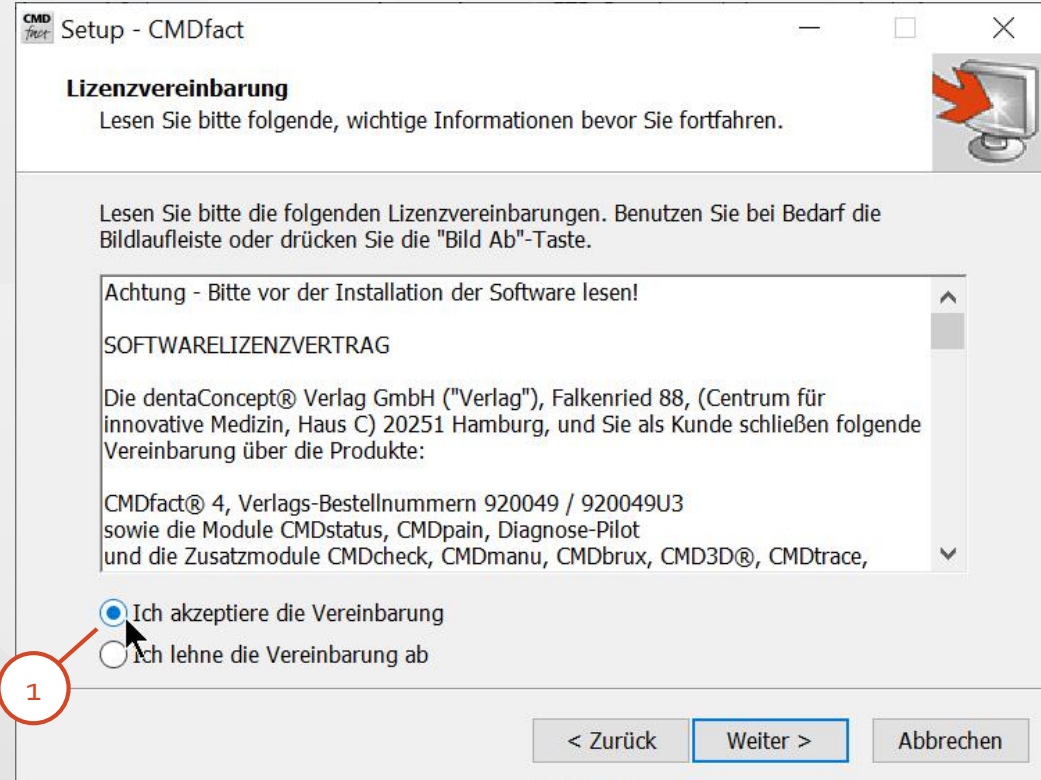 CMD
fact
Setup - CMDfact
Lizenzvereinbarung
Lesen Sie bitte folgende, wichtige Informationen bevor Sie fortfahren.
Lesen Sie bitte die folgenden Lizenzvereinbarungen. Benutzen Sie bei Bedarf die
Bildlaufleiste oder drücken Sie die "Bild Ab"-Taste.
Achtung - Bitte vor der Installation der Software lesen!
SOFTWARELIZENZVERTRAG
Die dentaConcept® Verlag GmbH ("Verlag"), Falkenried 88, (Centrum für
innovative Medizin, Haus C) 20251 Hamburg, und Sie als Kunde schließen folgende
Vereinbarung über die Produkte:
CMDfact® 4, Verlags-Bestellnummern 920049 / 920049U3
sowie die Module CMDstatus, CMDpain, Diagnose-Pilot
und die Zusatzmodule CMDcheck, CMDmanu, CMDbrux, CMD3D®, CMDtrace,
Ich akzeptiere die Vereinbarung
Ich lehne die Vereinbarung ab
1
< Zurück
Weiter >
Abbrechen